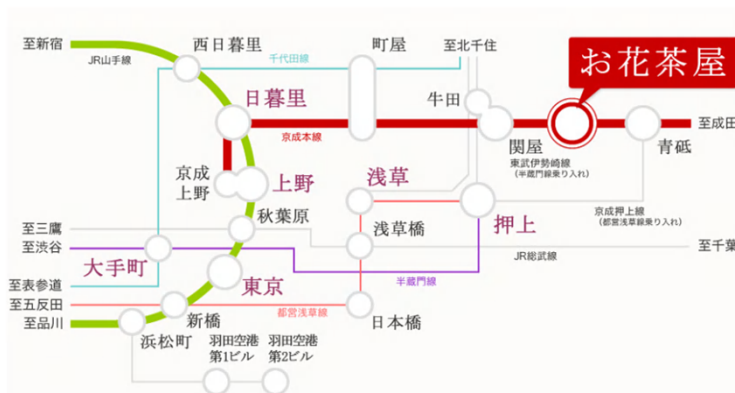 至新宿
JR山手線
西日暮里
千代田線
町屋
至北千住
お花茶屋
日暮里
牛田
京成本線
関屋
東武伊勢崎線
(半蔵門線乗り入れ)
青砥
至成田
京成
上野
上野
浅草
押上
京成押上線
(都営浅草線乗り入れ)
至三鷹
秋葉原
浅草橋
至渋谷
大手町
JR総武線
至千葉
至表参道
東京
半蔵門線
至五反田
新橋
都営浅草線
日本橋
至品川
浜松町
羽田空港
第1ビル
羽田空港
第2ビル